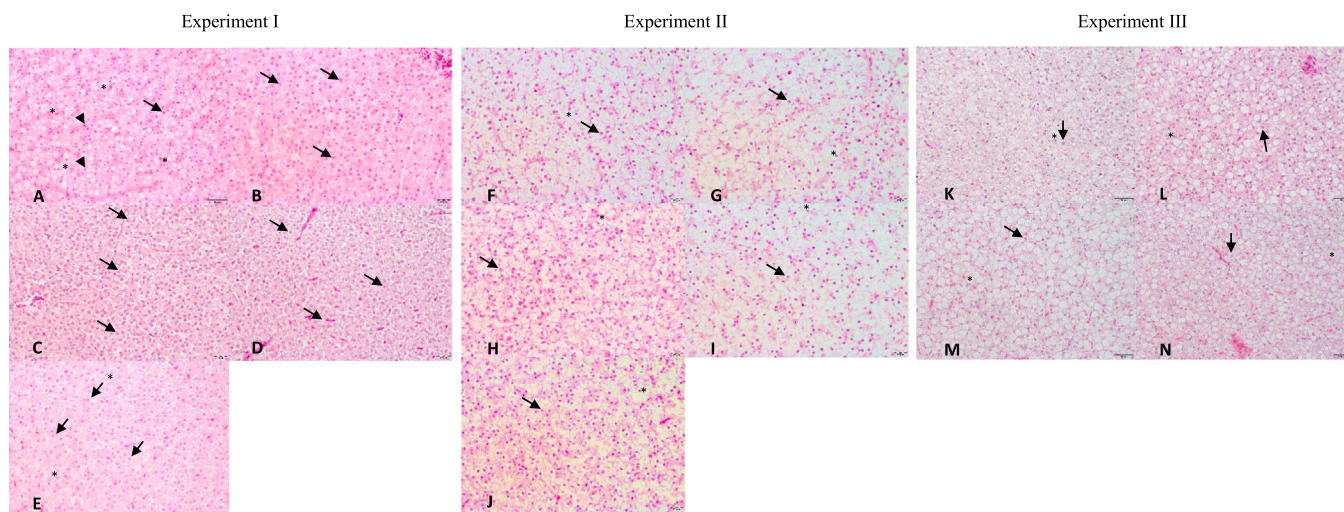 Experiment I Experiment II Experiment III
A B
F G
K L
C D
H I
M N
E
J